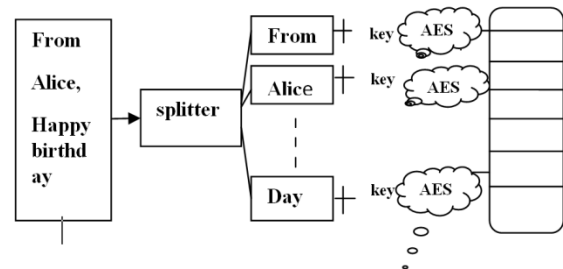 From
Alice,
Happy
birthd
ay
splitter
From
key
AES
Alice
key
AES
Day
key
AES